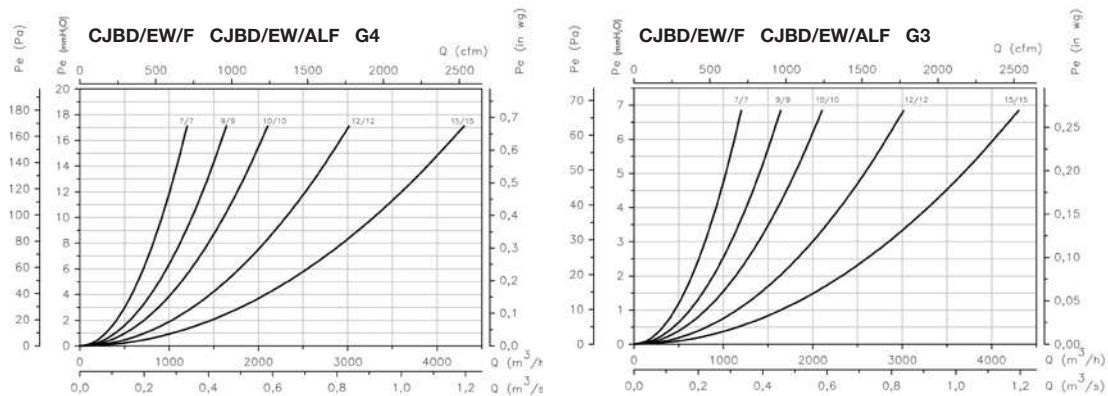 CJBD/EW/F CJBD/EW/ALF G4
Pe (Pa)
Pe (mmH₂O)
Q (cfm)
Pe (in wg)
0 500 1000 1500 2000 2500
20
18
16
14
12
10
8
6
4
2
0
180
160
140
120
100
80
60
40
20
0
7/7 9/9 10/10 12/12 15/15
0,7
0,6
0,5
0,4
0,3
0,2
0,1
0,0
0 1000 2000 3000 4000 Q (m³/h
0,0 0,2 0,4 0,6 0,8 1,0 1,2 Q (m³/s
CJBD/EW/F CJBD/EW/ALF G3
Pe (Pa)
Pe (mmH₂O)
Q (cfm)
Pe (in wg)
0 500 1000 1500 2000 2500
70
60
50
40
30
20
10
0
7
6
5
4
3
2
1
0
7/7 9/9 10/10 12/12 15/15
0,25
0,20
0,15
0,10
0,05
0,00
0 1000 2000 3000 4000 Q (m³/h)
0,0 0,2 0,4 0,6 0,8 1,0 1,2 Q (m³/s)